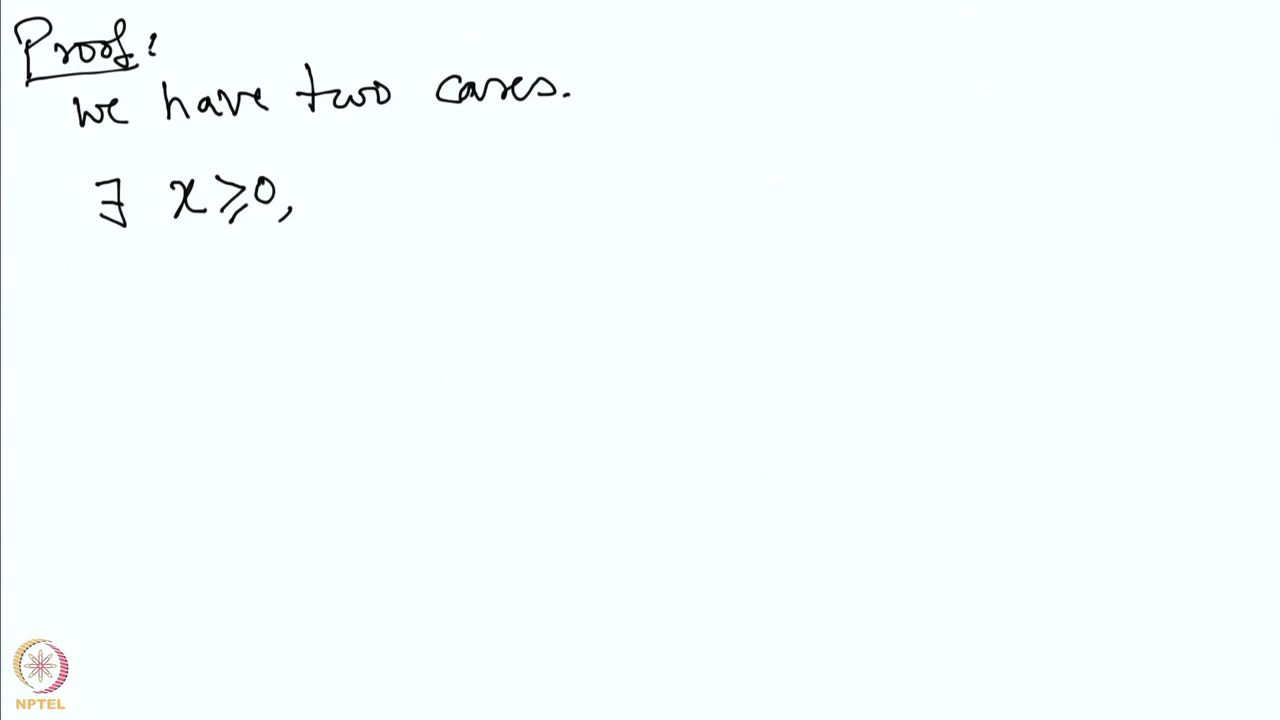 Proof:
we have two cases.
∃ x ⩾ 0,
NPTEL